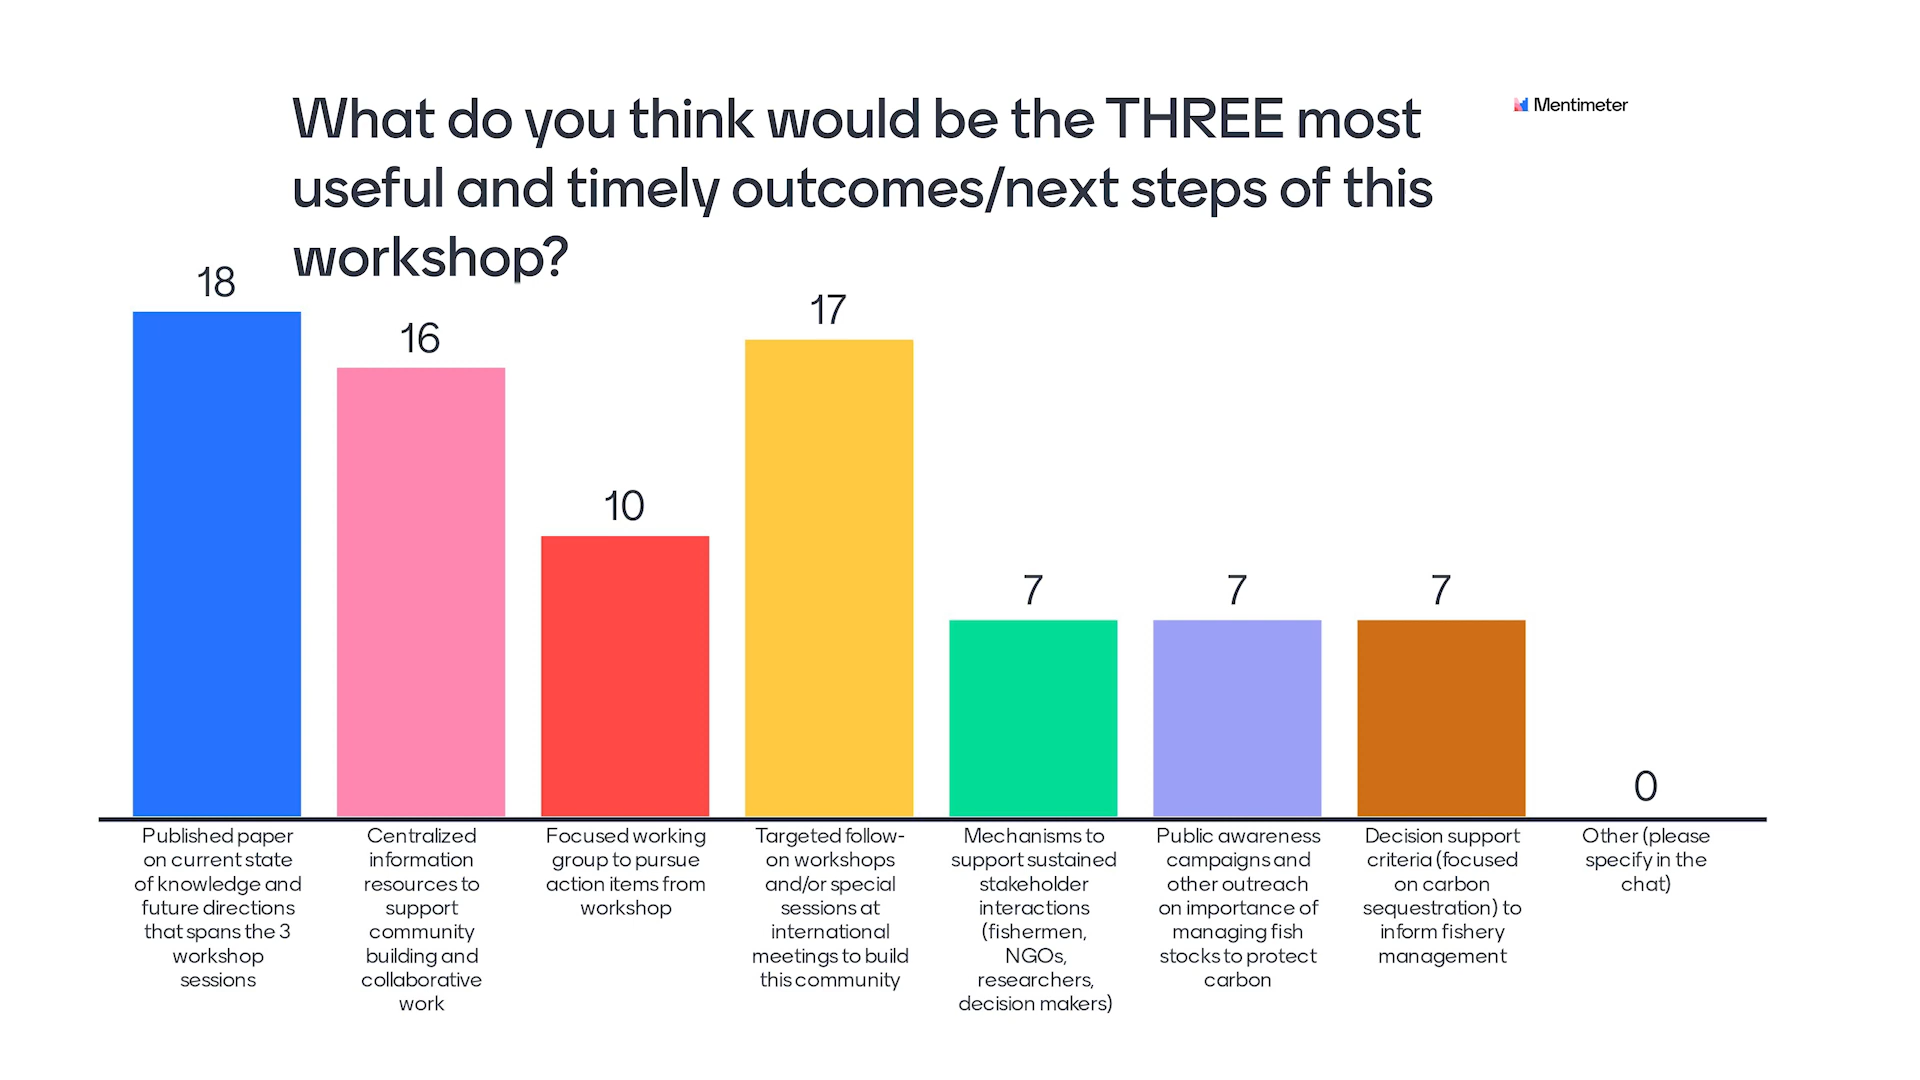 What do you think would be the THREE most
useful and timely outcomes/next steps of this
workshop?
Mentimeter
18
16
10
17
7
7
7
0
Published paper
on current state
of knowledge and
future directions
that spans the 3
workshop
sessions
Centralized
information
resources to
support
community
building and
collaborative
work
Focused working
group to pursue
action items from
workshop
Targeted follow-
on workshops
and/or special
sessions at
international
meetings to build
this community
Mechanisms to
support sustained
stakeholder
interactions
(fishermen,
NGOs,
researchers,
decision makers)
Public awareness
campaigns and
other outreach
on importance of
managing fish
stocks to protect
carbon
Decision support
criteria (focused
on carbon
sequestration) to
inform fishery
management
Other (please
specify in the
chat)